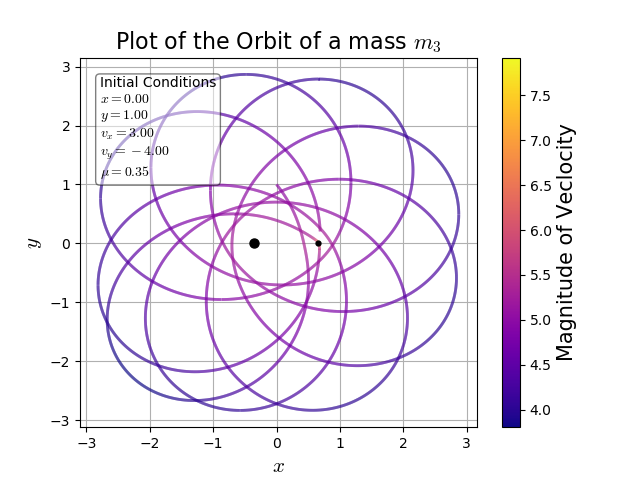 Plot of the Orbit of a mass m₃
Initial Conditions
x = 0.00
y = 1.00
vₓ = 3.00
v_y = −4.00
μ = 0.35
3
2
1
0
−1
−2
−3
y
−3
−2
−1
0
1
2
3
x
7.5
7.0
6.5
6.0
5.5
5.0
4.5
4.0
Magnitude of Veclocity